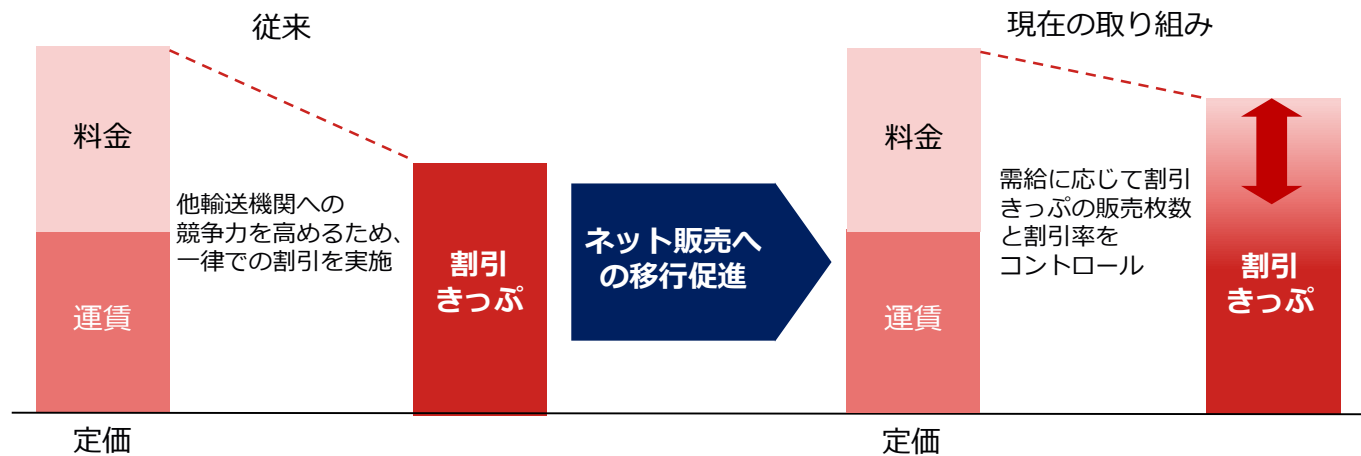 従来
料金
運賃
他輸送機関への
競争力を高めるため、
一律での割引を実施
割引
きっぷ
定価
ネット販売へ
の移行促進
現在の取り組み
料金
運賃
需給に応じて割引
きっぷの販売枚数
と割引率を
コントロール
割引
きっぷ
定価